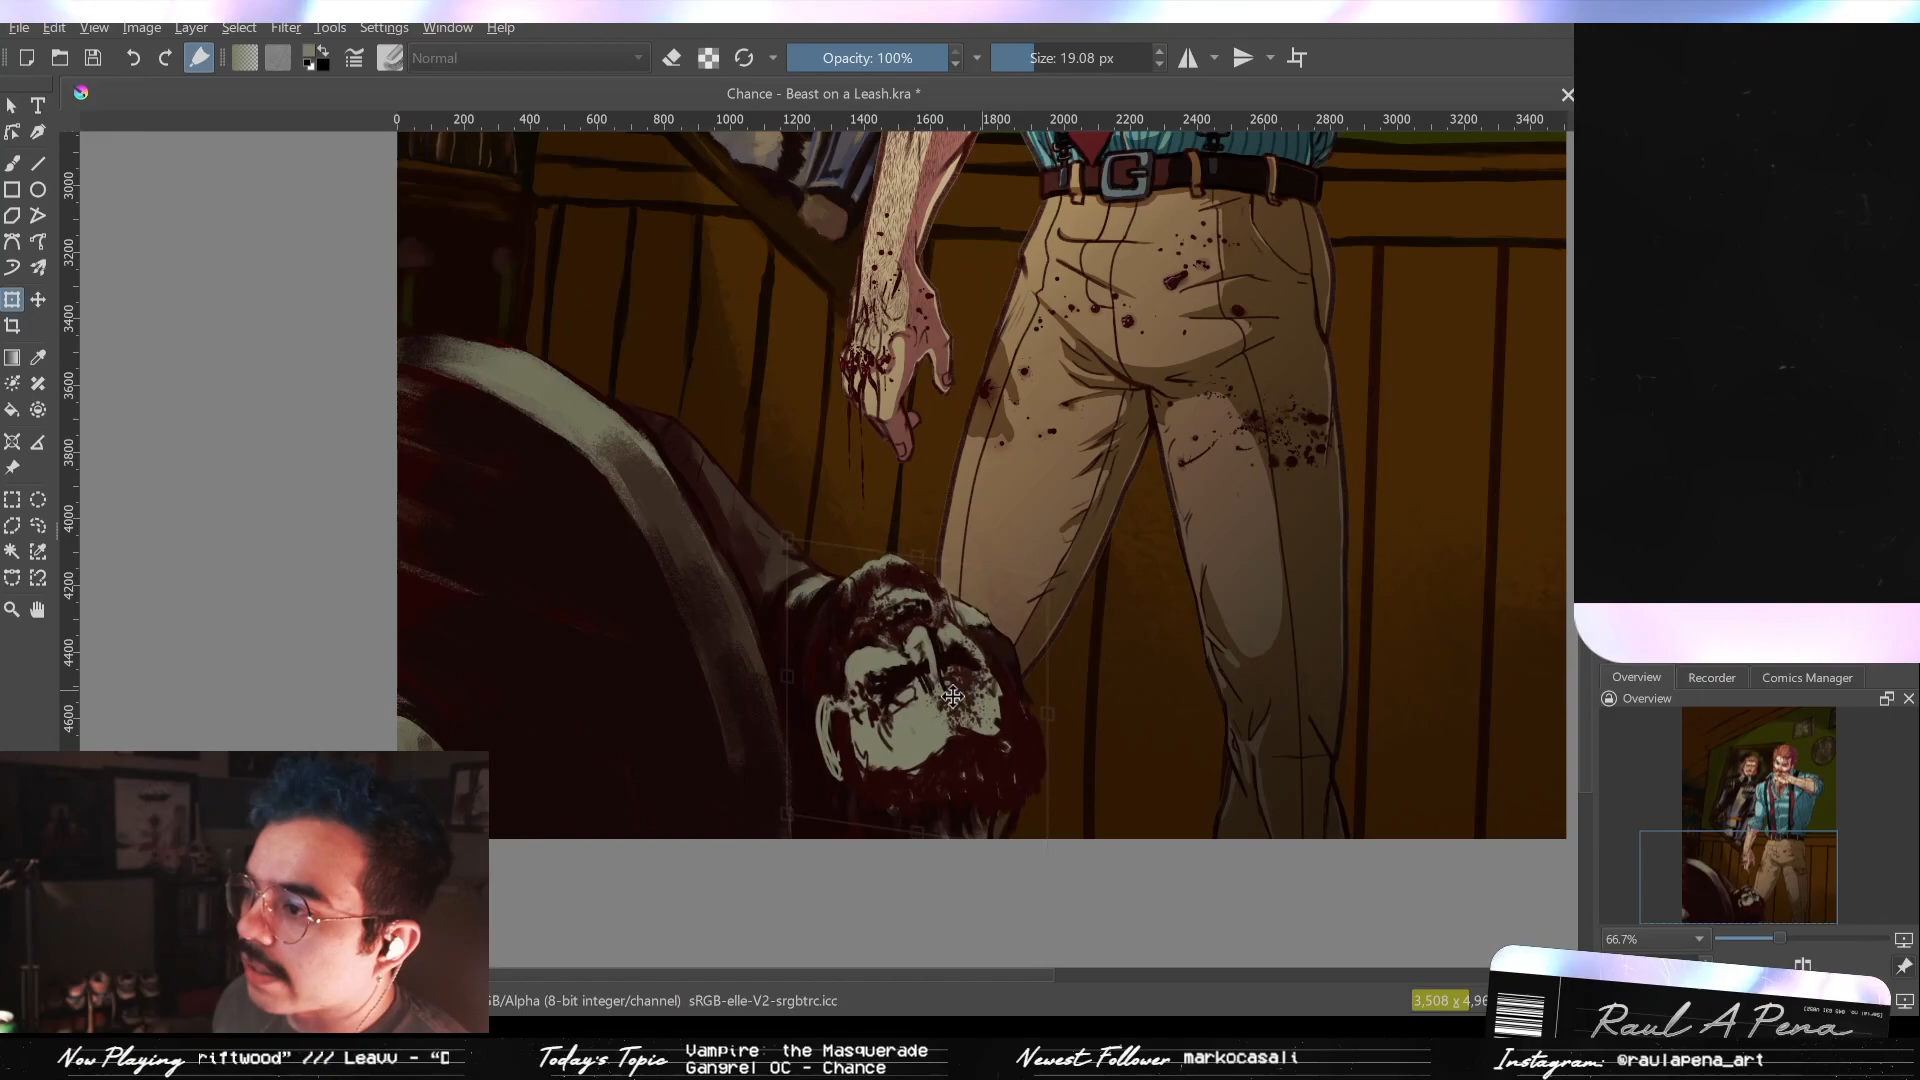 File Edit View Image Layer Select Filter Tools Settings Window Help
Normal
Opacity: 100%
Size: 19.08 px
Chance - Beast on a Leash.kra *
0 200 400 600 800 1000 1200 1400 1600 1800 2000 2200 2400 2600 2800 3000 3200 3400
3000
3200
3400
3600
3800
4000
4200
4400
4600
Overview Recorder Comics Manager
Overview
66.7%
GB/Alpha (8-bit integer/channel) sRGB-elle-V2-srgbtrc.icc
3,508 x 4,96
Raul A Pena
Now Playing riftwood” /// Leavv - “D
Today's Topic Vampire: the Masquerade
Gangrel OC - Chance
Newest Follower markocasali
Instagram: @raulapena_art